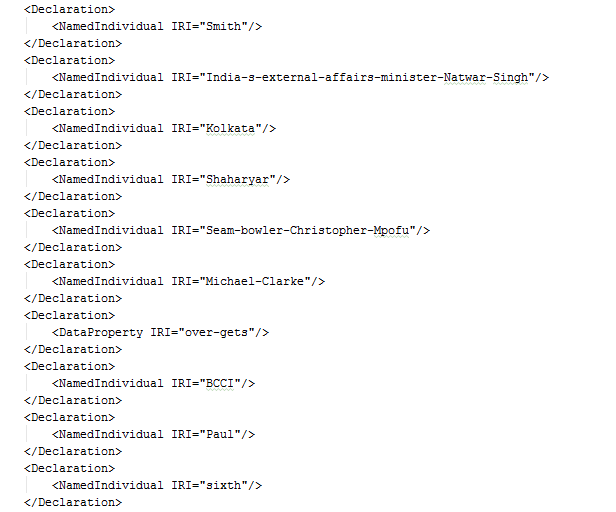 <Declaration>
    <NamedIndividual IRI="Smith"/>
</Declaration>
<Declaration>
    <NamedIndividual IRI="India-s-external-affairs-minister-Natwar-Singh"/>
</Declaration>
<Declaration>
    <NamedIndividual IRI="Kolkata"/>
</Declaration>
<Declaration>
    <NamedIndividual IRI="Shaharyar"/>
</Declaration>
<Declaration>
    <NamedIndividual IRI="Seam-bowler-Christopher-Mpofu"/>
</Declaration>
<Declaration>
    <NamedIndividual IRI="Michael-Clarke"/>
</Declaration>
<Declaration>
    <DataProperty IRI="over-gets"/>
</Declaration>
<Declaration>
    <NamedIndividual IRI="BCCI"/>
</Declaration>
<Declaration>
    <NamedIndividual IRI="Paul"/>
</Declaration>
<Declaration>
    <NamedIndividual IRI="sixth"/>
</Declaration>